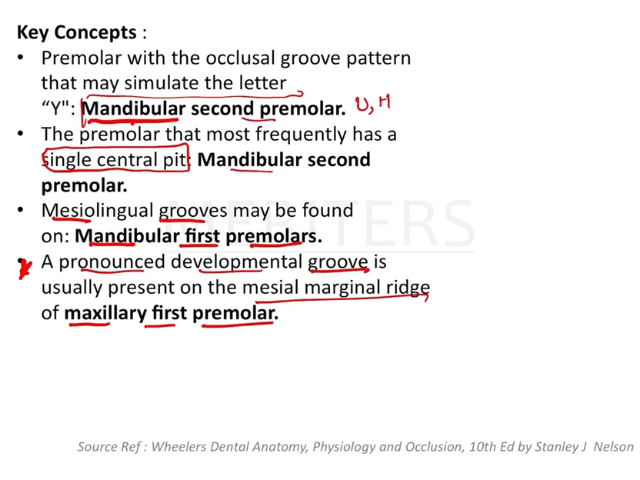 Key Concepts :
• Premolar with the occlusal groove pattern
that may simulate the letter
“Y": Mandibular second premolar. U, H
• The premolar that most frequently has a
single central pit: Mandibular second
premolar.
• Mesiolingual grooves may be found
on: Mandibular first premolars.
• A pronounced developmental groove is
usually present on the mesial marginal ridge
of maxillary first premolar.
MERITERS
Source Ref : Wheelers Dental Anatomy, Physiology and Occlusion, 10th Ed by Stanley J Nelson